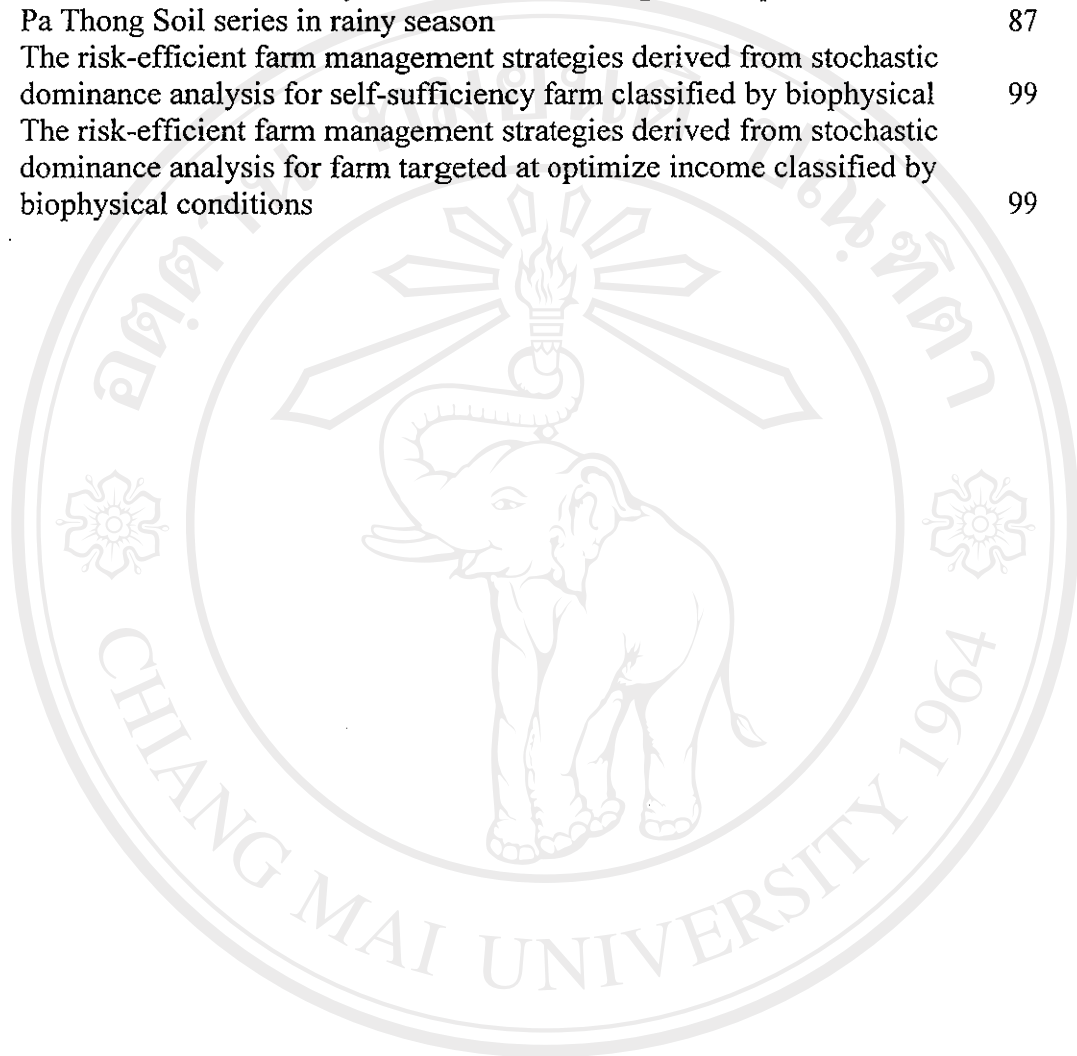 Pa Thong Soil series in rainy season 87
The risk-efficient farm management strategies derived from stochastic
dominance analysis for self-sufficiency farm classified by biophysical 99
The risk-efficient farm management strategies derived from stochastic
dominance analysis for farm targeted at optimize income classified by
biophysical conditions 99
CHIANG MAI UNIVERSITY 1964